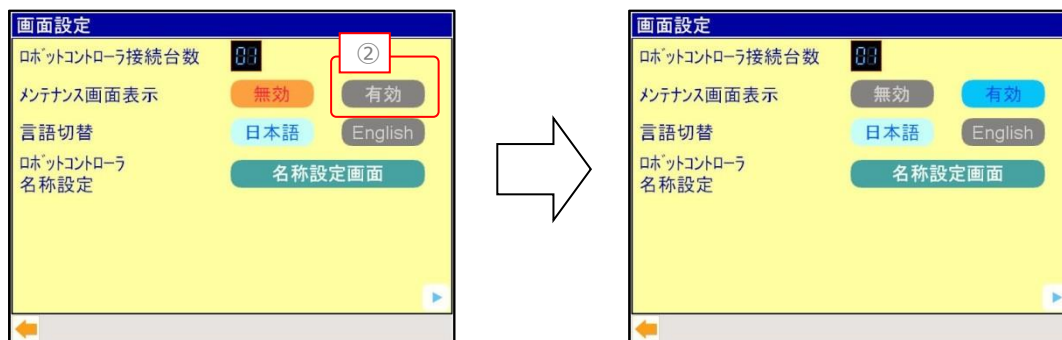 画面設定
ロボットコントローラ接続台数
②
メンテナンス画面表示 無効 有効
言語切替 日本語 English
ロボットコントローラ
名称設定 名称設定画面
画面設定
ロボットコントローラ接続台数
メンテナンス画面表示 無効 有効
言語切替 日本語 English
ロボットコントローラ
名称設定 名称設定画面